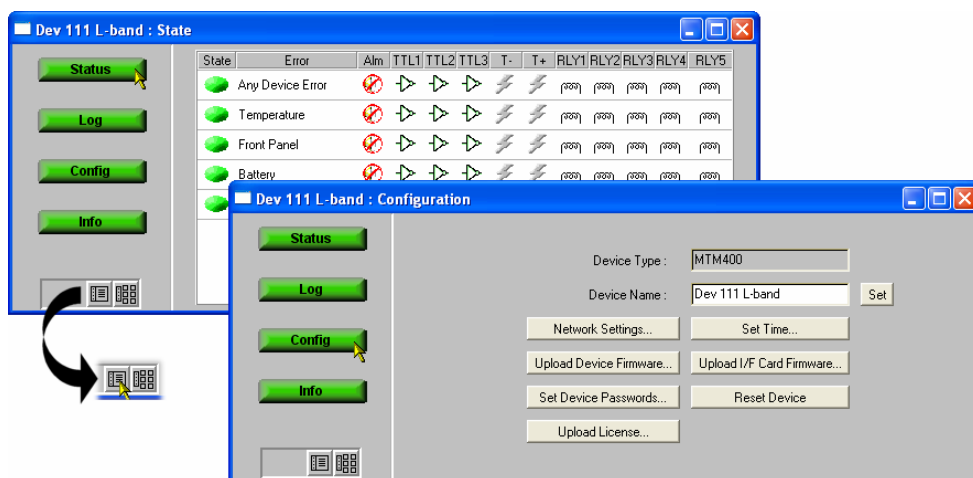 Dev 111 L-band : State
Status
Log
Config
Info
State Error Alm TTL1 TTL2 TTL3 T- T+ RLY1 RLY2 RLY3 RLY4 RLY5
Any Device Error
Temperature
Front Panel
Battery
Dev 111 L-band : Configuration
Status
Log
Config
Info
Device Type : MTM400
Device Name : Dev 111 L-band Set
Network Settings... Set Time...
Upload Device Firmware... Upload I/F Card Firmware...
Set Device Passwords... Reset Device
Upload License...